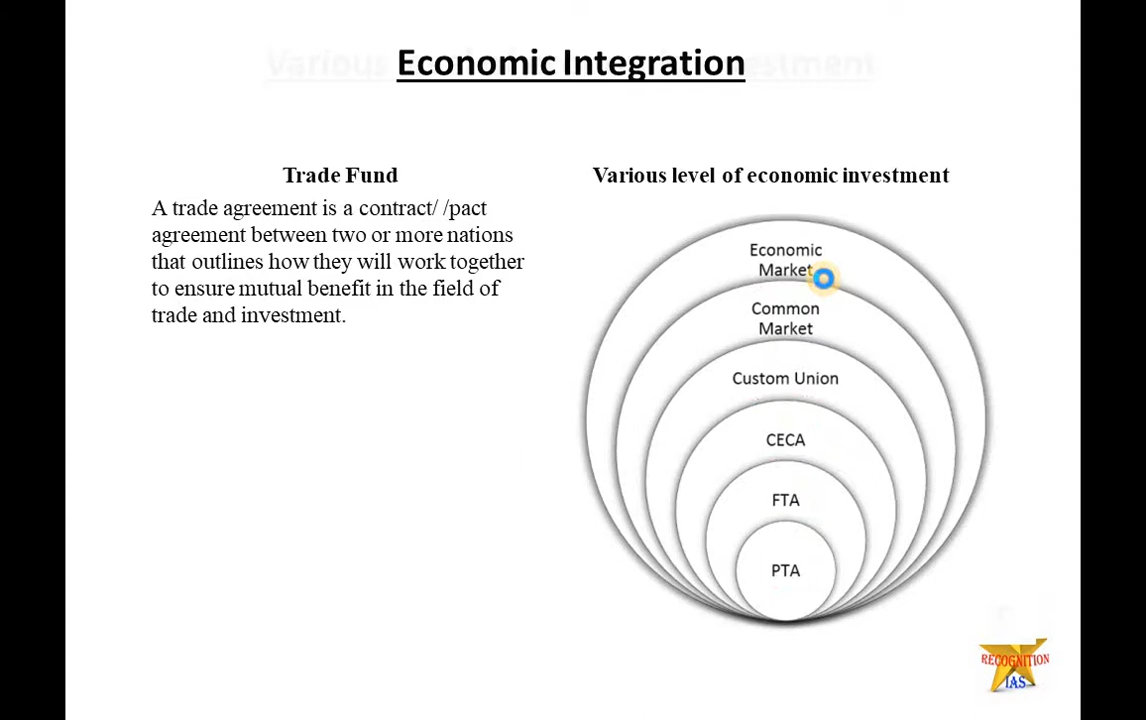 Various Economic Integration estment
Trade Fund
A trade agreement is a contract/ /pact
agreement between two or more nations
that outlines how they will work together
to ensure mutual benefit in the field of
trade and investment.
Various level of economic investment
Economic
Market
Common
Market
Custom Union
CECA
FTA
PTA
RECOGNITION
IAS